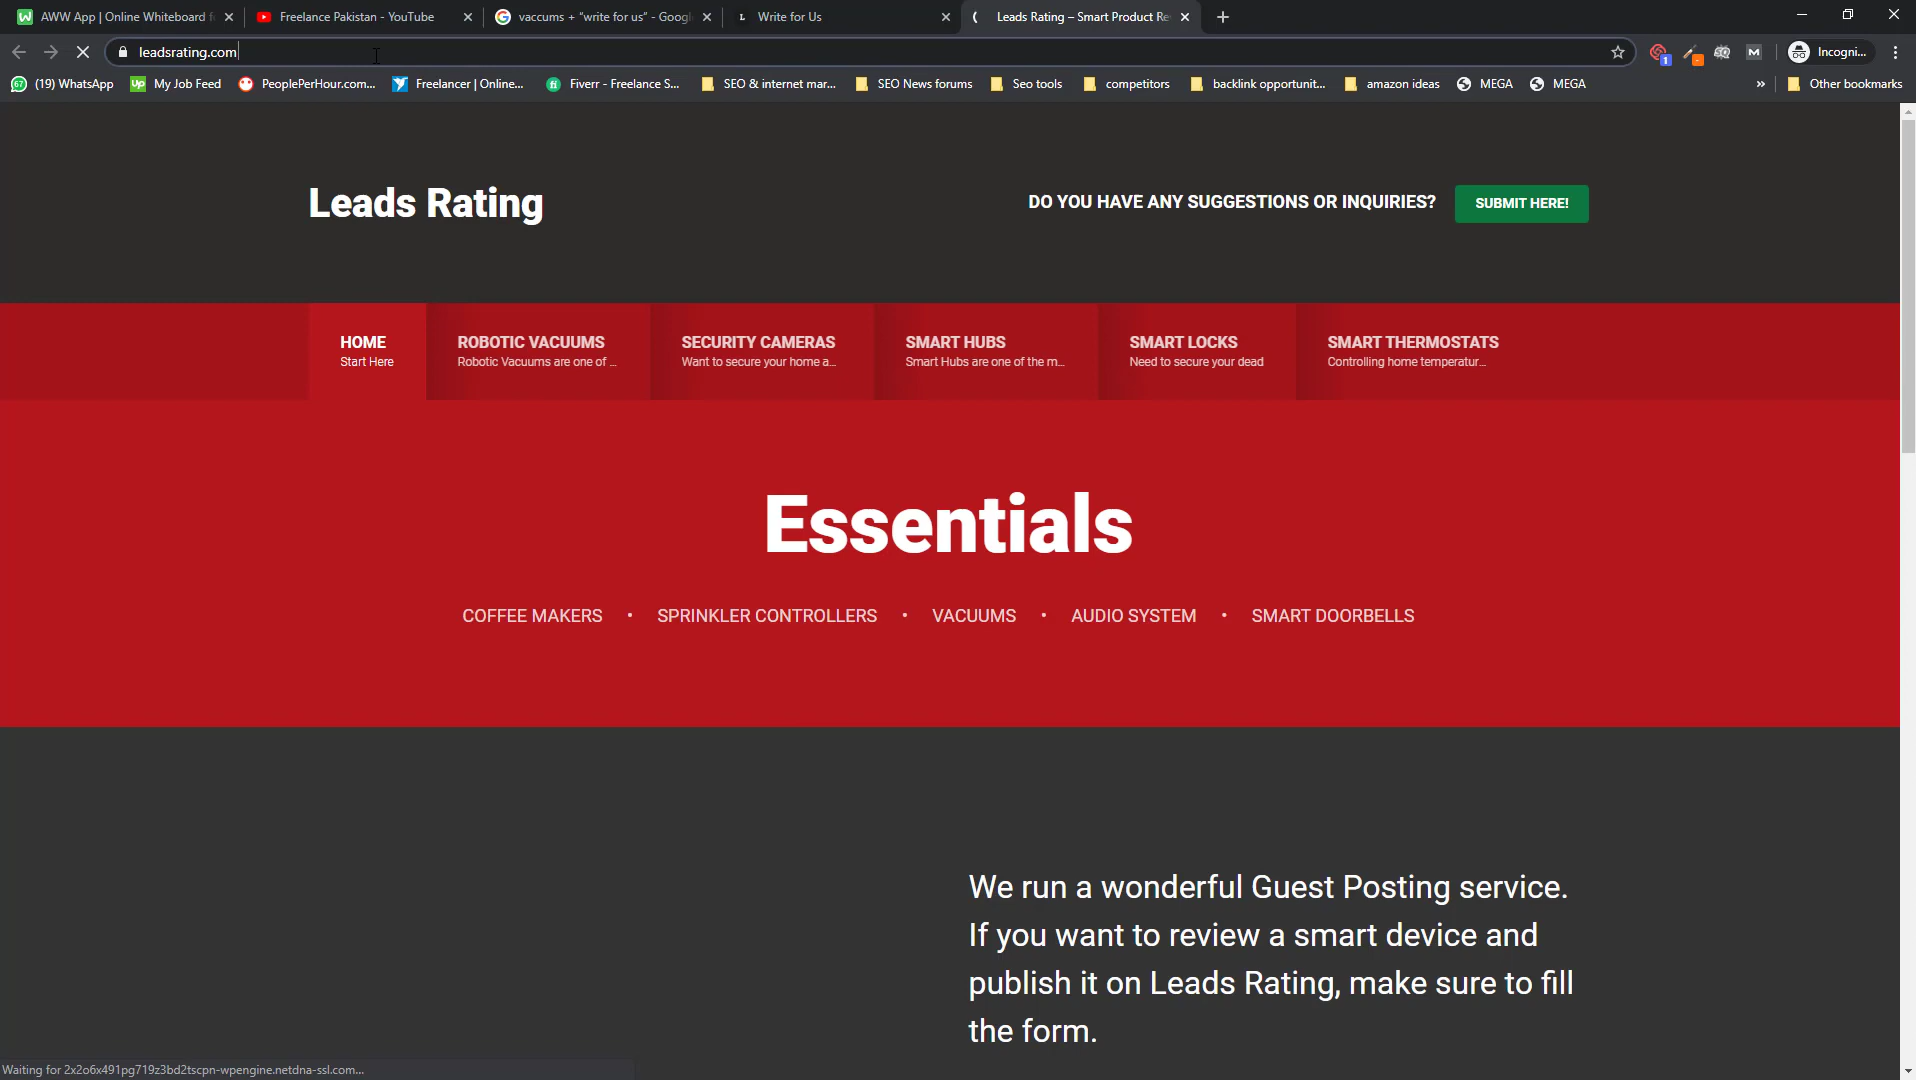 AWW App | Online Whiteboard f
Freelance Pakistan - YouTube
vaccums + "write for us" - Googl
Write for Us
Leads Rating – Smart Product Re
leadsrating.com
Incogni...
(19) WhatsApp
My Job Feed
PeoplePerHour.com...
Freelancer | Online...
Fiverr - Freelance S...
SEO & internet mar...
SEO News forums
Seo tools
competitors
backlink opportunit...
amazon ideas
MEGA
MEGA
»
Other bookmarks
Leads Rating
DO YOU HAVE ANY SUGGESTIONS OR INQUIRIES?
SUBMIT HERE!
HOME
Start Here
ROBOTIC VACUUMS
Robotic Vacuums are one of ...
SECURITY CAMERAS
Want to secure your home a...
SMART HUBS
Smart Hubs are one of the m...
SMART LOCKS
Need to secure your dead
SMART THERMOSTATS
Controlling home temperatur...
Essentials
COFFEE MAKERS • SPRINKLER CONTROLLERS • VACUUMS • AUDIO SYSTEM • SMART DOORBELLS
We run a wonderful Guest Posting service.
If you want to review a smart device and
publish it on Leads Rating, make sure to fill
the form.
Waiting for 2x2o6x491pg719z3bd2tscpn-wpengine.netdna-ssl.com...